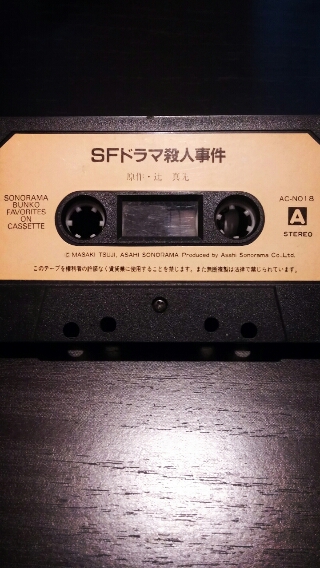 SFドラマ殺人事件
原作・辻 真先
SONORAMA
BUNKO
FAVORITES
ON
CASSETTE
AC-NO18
A
STEREO
© MASAKI TSUJI, ASAHI SONORAMA Produced by Asahi Sonorama Co.,Ltd.
このテープを権利者の許諾なく賃貸業に使用することを禁じます。また無断複製は法律で禁じられています。